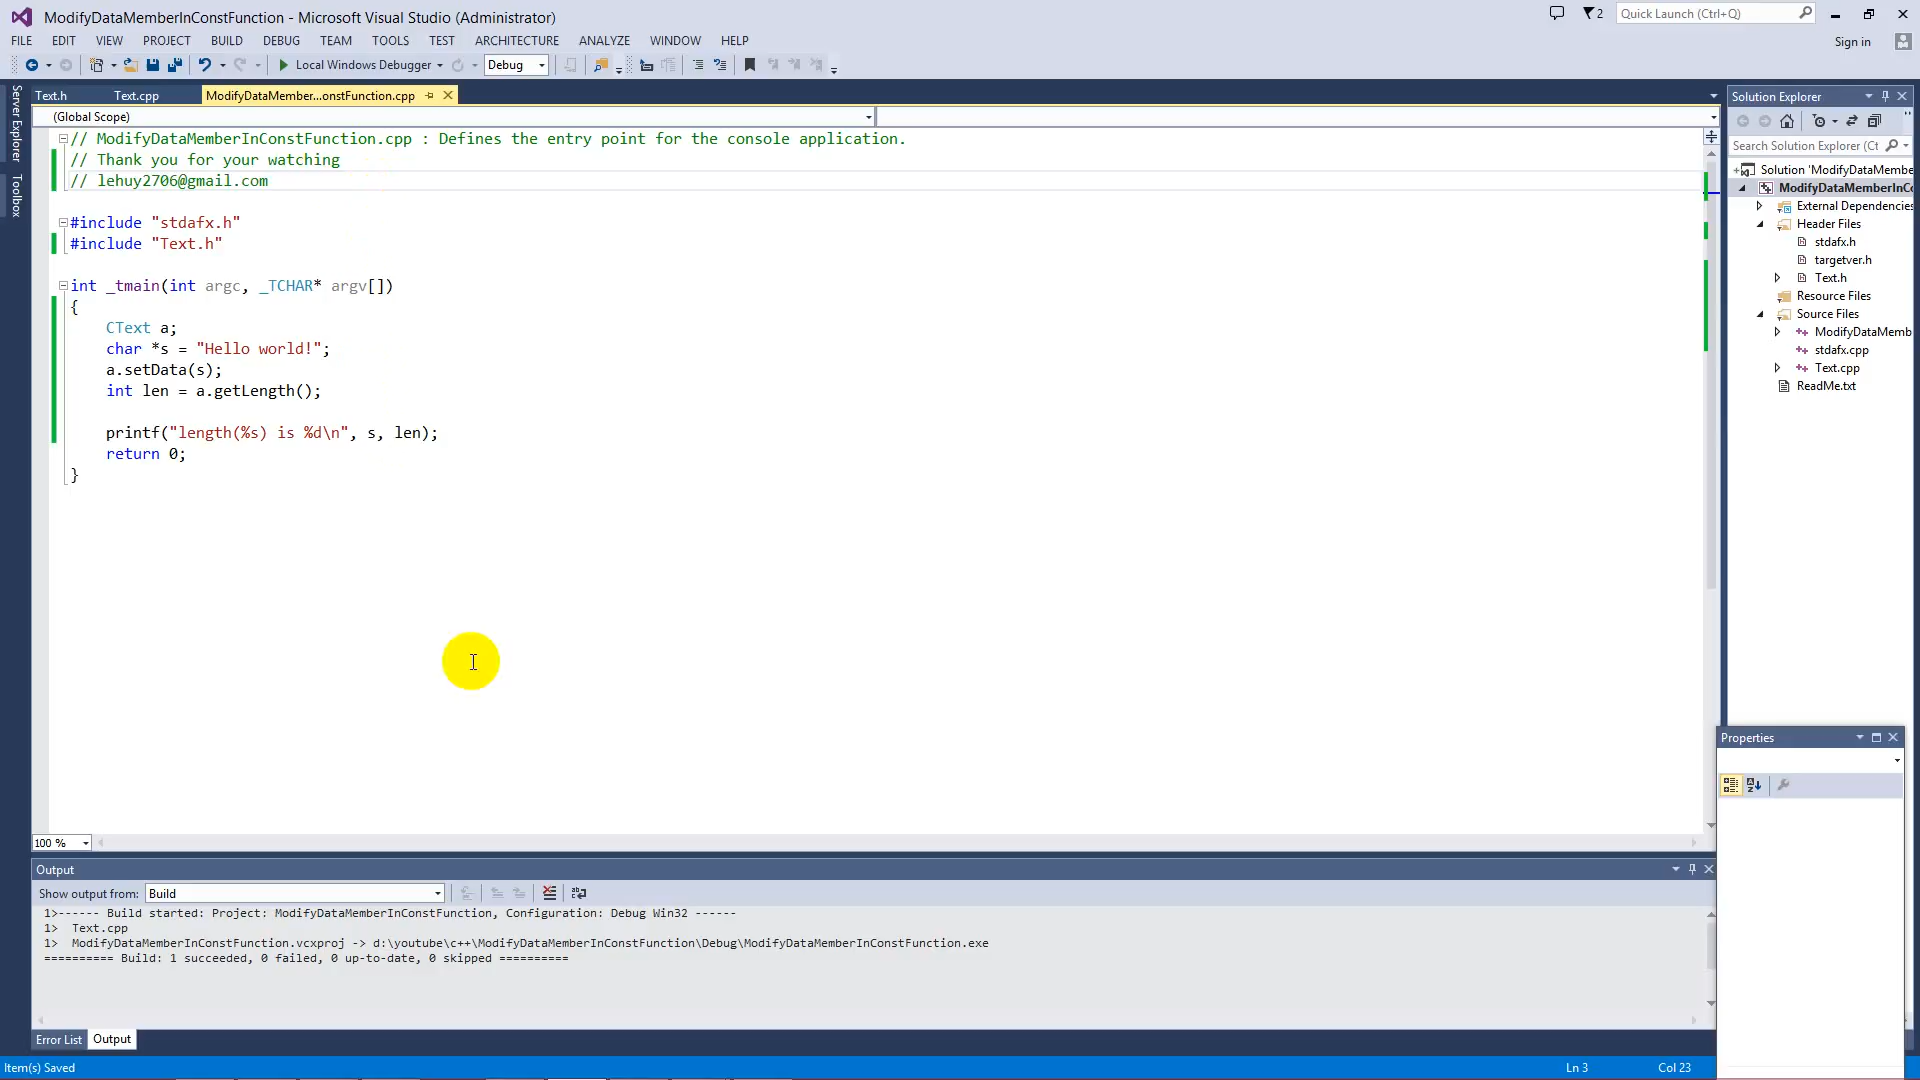 ModifyDataMemberInConstFunction - Microsoft Visual Studio (Administrator)
2
Quick Launch (Ctrl+Q)
FILE EDIT VIEW PROJECT BUILD DEBUG TEAM TOOLS TEST ARCHITECTURE ANALYZE WINDOW HELP
Sign in
Local Windows Debugger
Debug
Server Explorer
Toolbox
Text.h Text.cpp ModifyDataMember...onstFunction.cpp
(Global Scope)
// ModifyDataMemberInConstFunction.cpp : Defines the entry point for the console application.
// Thank you for your watching
// lehuy2706@gmail.com
#include "stdafx.h"
#include "Text.h"
int _tmain(int argc, _TCHAR* argv[])
{
CText a;
char *s = "Hello world!";
a.setData(s);
int len = a.getLength();
printf("length(%s) is %d\n", s, len);
return 0;
}
100 %
Solution Explorer
Search Solution Explorer (Ct
Solution 'ModifyDataMembe
ModifyDataMemberInCo
External Dependencies
Header Files
stdafx.h
targetver.h
Text.h
Resource Files
Source Files
ModifyDataMemb
stdafx.cpp
Text.cpp
ReadMe.txt
Properties
Output
Show output from: Build
1>------ Build started: Project: ModifyDataMemberInConstFunction, Configuration: Debug Win32 ------
1> Text.cpp
1> ModifyDataMemberInConstFunction.vcxproj -> d:\youtube\c++\ModifyDataMemberInConstFunction\Debug\ModifyDataMemberInConstFunction.exe
========== Build: 1 succeeded, 0 failed, 0 up-to-date, 0 skipped ==========
Error List Output
Item(s) Saved
Ln 3
Col 23